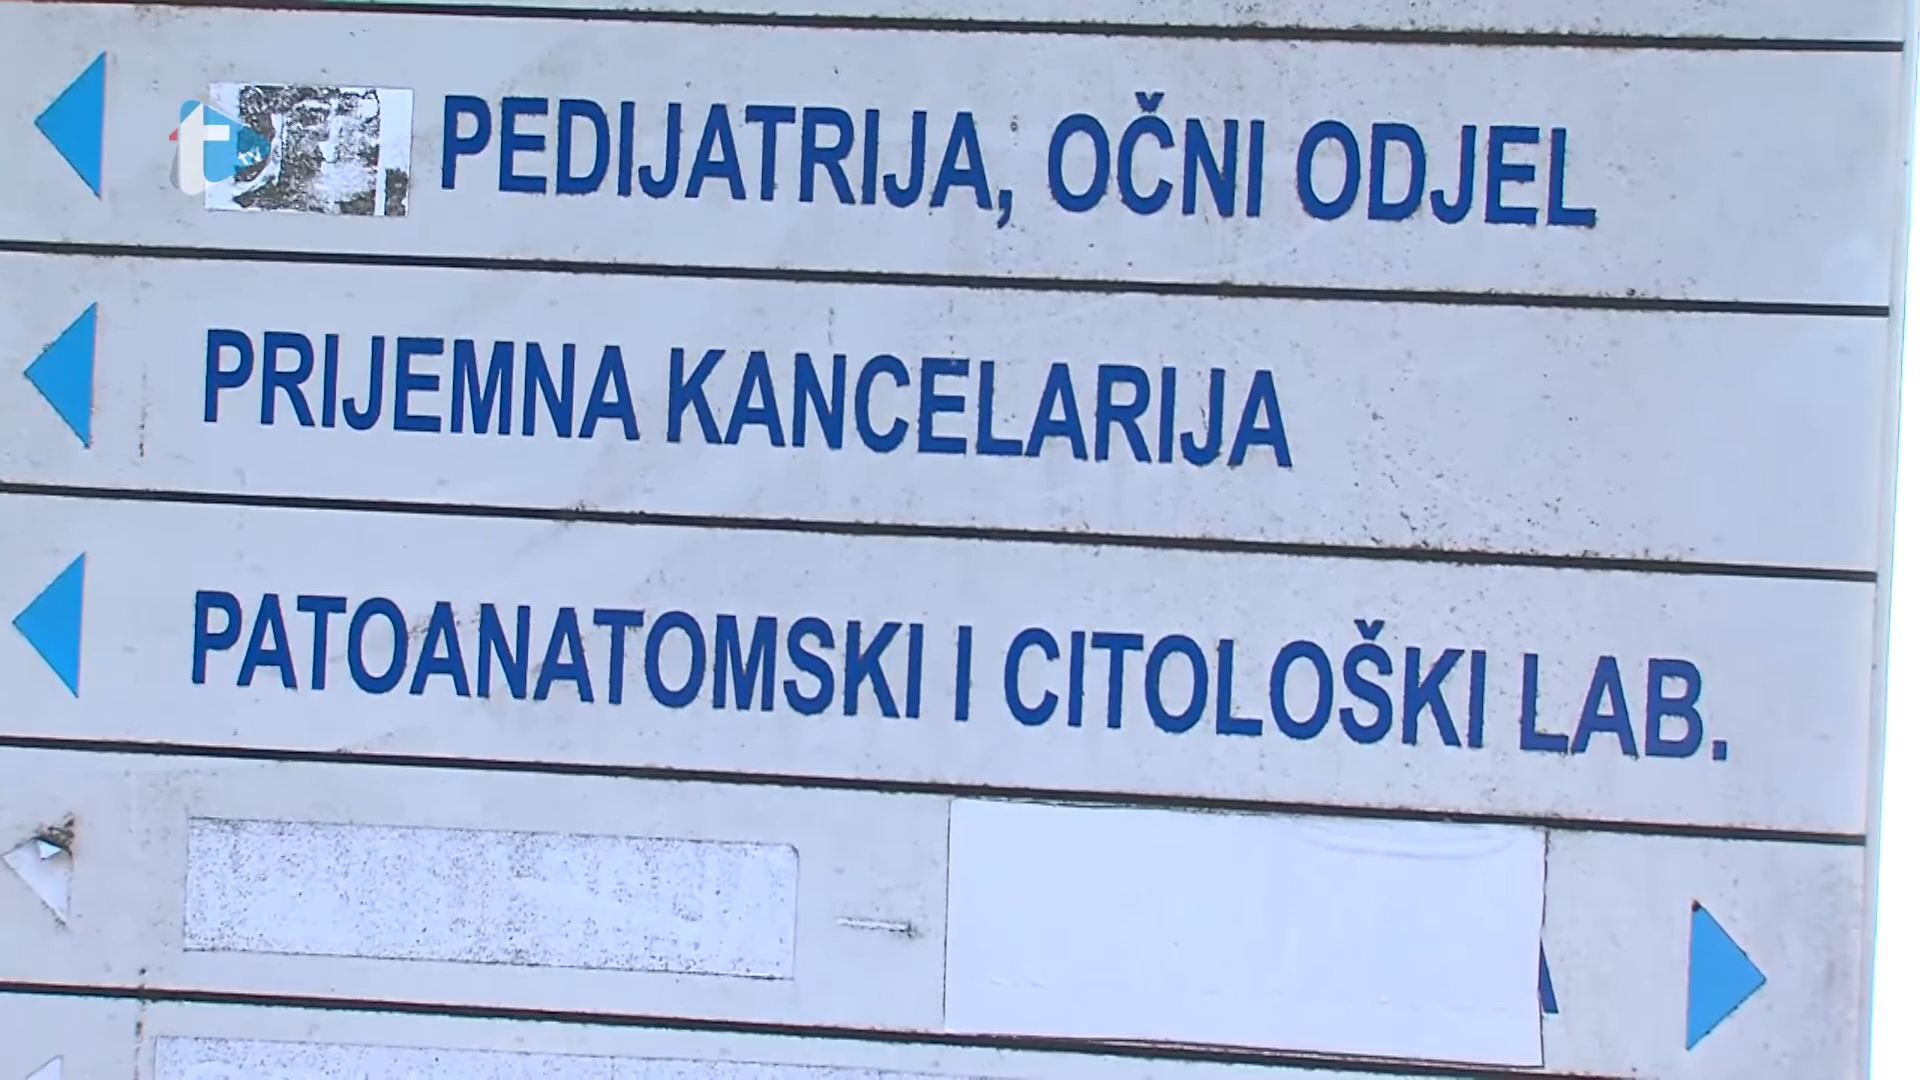 PEDIJATRIJA, OČNI ODJEL
PRIJEMNA KANCELARIJA
PATOANATOMSKI I CITOLOŠKI LAB.